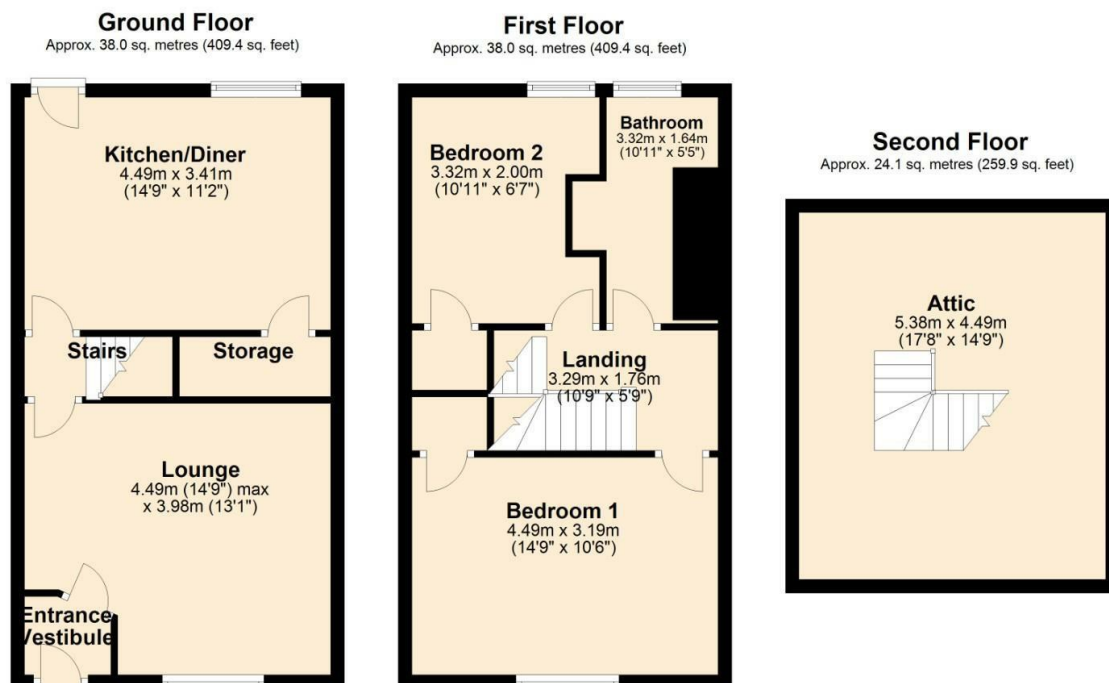 Ground Floor
Approx. 38.0 sq. metres (409.4 sq. feet)
Kitchen/Diner
4.49m x 3.41m
(14'9" x 11'2")
Stairs
Storage
Lounge
4.49m (14'9") max
x 3.98m (13'1")
Entrance
Vestibule
First Floor
Approx. 38.0 sq. metres (409.4 sq. feet)
Bedroom 2
3.32m x 2.00m
(10'11" x 6'7")
Bathroom
3.32m x 1.64m
(10'11" x 5'5")
Landing
3.29m x 1.76m
(10'9" x 5'9")
Bedroom 1
4.49m x 3.19m
(14'9" x 10'6")
Second Floor
Approx. 24.1 sq. metres (259.9 sq. feet)
Attic
5.38m x 4.49m
(17'8" x 14'9")